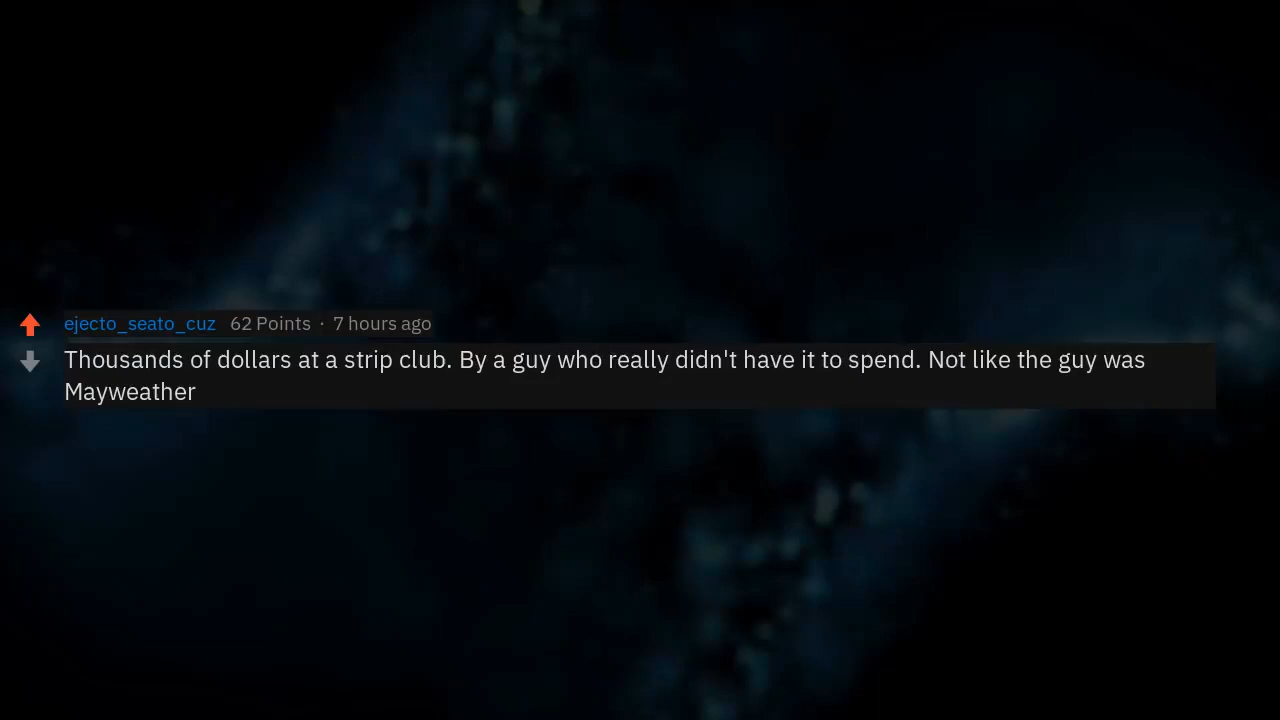 ejecto_seato_cuz 62 Points · 7 hours ago
Thousands of dollars at a strip club. By a guy who really didn't have it to spend. Not like the guy was
Mayweather